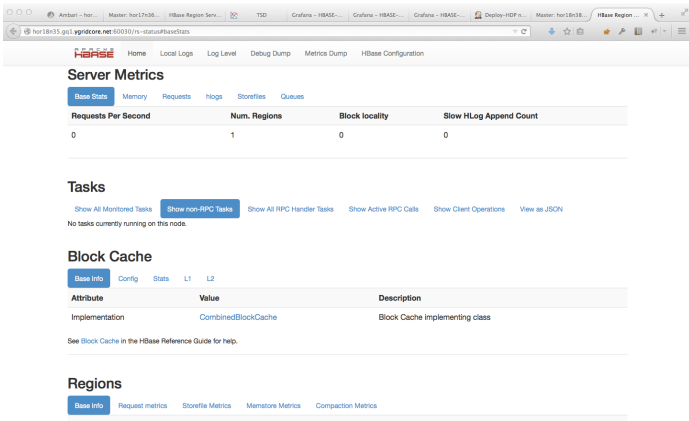 Ambari - hor... Master: hor17n36... HBase Region Serv... TSD Grafana - HBASE-... Grafana - HBASE-... Grafana - HBASE-... Deploy-HDP n... Master: hor18n38... HBase Region ...
hor18n35.gq1.ygridcore.net:60030/rs-status#baseStats
APACHE
HBASE Home Local Logs Log Level Debug Dump Metrics Dump HBase Configuration
Server Metrics
Base Stats Memory Requests hlogs Storefiles Queues
Requests Per Second Num. Regions Block locality Slow HLog Append Count
0 1 0 0
Tasks
Show All Monitored Tasks Show non-RPC Tasks Show All RPC Handler Tasks Show Active RPC Calls Show Client Operations View as JSON
No tasks currently running on this node.
Block Cache
Base Info Config Stats L1 L2
Attribute Value Description
Implementation CombinedBlockCache Block Cache implementing class
See Block Cache in the HBase Reference Guide for help.
Regions
Base Info Request metrics Storefile Metrics Memstore Metrics Compaction Metrics